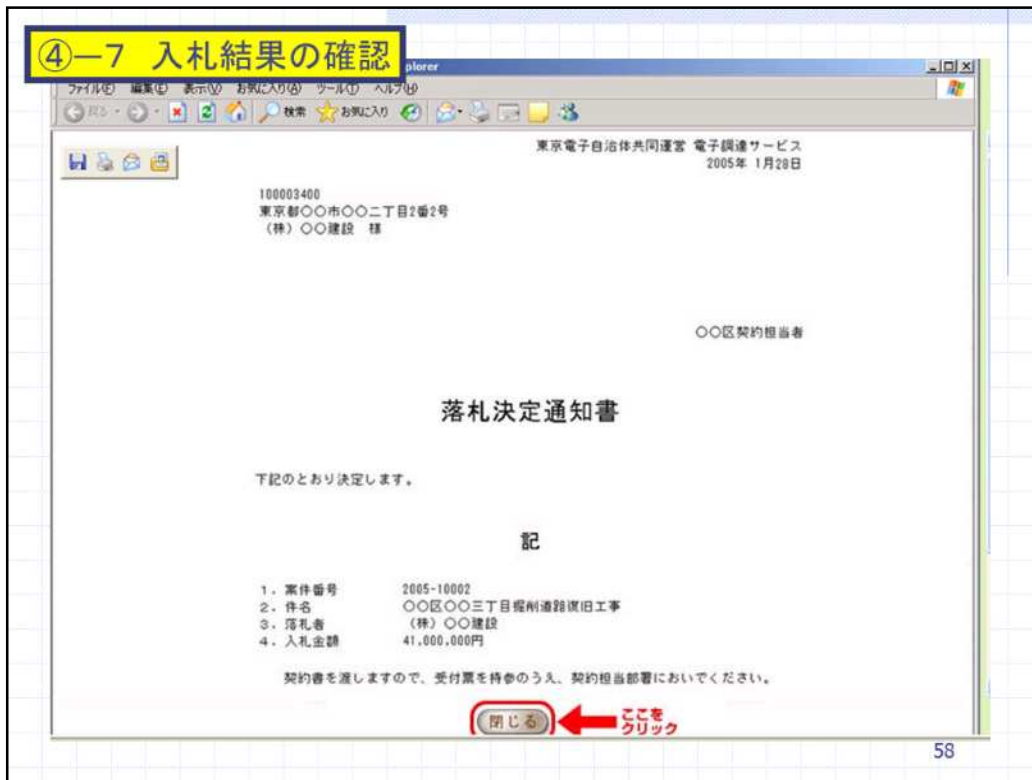 ④－7　入札結果の確認
plorer
ファイル(F)　編集(E)　表示(V)　お気に入り(A)　ツール(T)　ヘルプ(H)
戻る　検索　お気に入り
東京電子自治体共同運営 電子調達サービス
2005年 1月28日
100003400
東京都〇〇市〇〇二丁目2番2号
（株）〇〇建設　様
〇〇区契約担当者
落札決定通知書
下記のとおり決定します。
記
1．案件番号　2005-10002
2．件名　〇〇区〇〇三丁目掘削道路復旧工事
3．落札者　（株）〇〇建設
4．入札金額　41,000,000円
契約書を渡しますので、受付票を持参のうえ、契約担当部署においでください。
閉じる　ここを
クリック
58